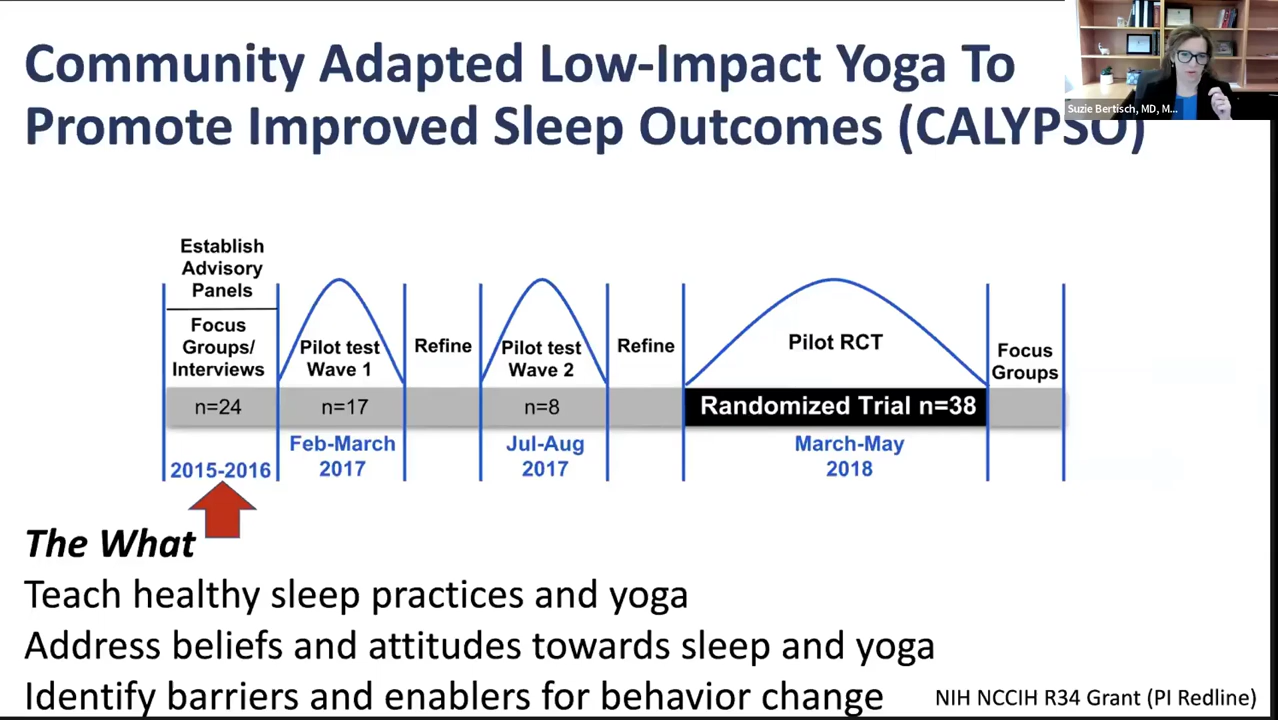 Community Adapted Low-Impact Yoga To
Promote Improved Sleep Outcomes (CALYPSO)
Suzie Bertisch, MD, M...
Establish
Advisory
Panels
Focus
Groups/
Interviews
Pilot test
Wave 1
Refine
Pilot test
Wave 2
Refine
Pilot RCT
Focus
Groups
n=24
n=17
n=8
Randomized Trial n=38
2015-2016
Feb-March
2017
Jul-Aug
2017
March-May
2018
The What
Teach healthy sleep practices and yoga
Address beliefs and attitudes towards sleep and yoga
Identify barriers and enablers for behavior change
NIH NCCIH R34 Grant (PI Redline)